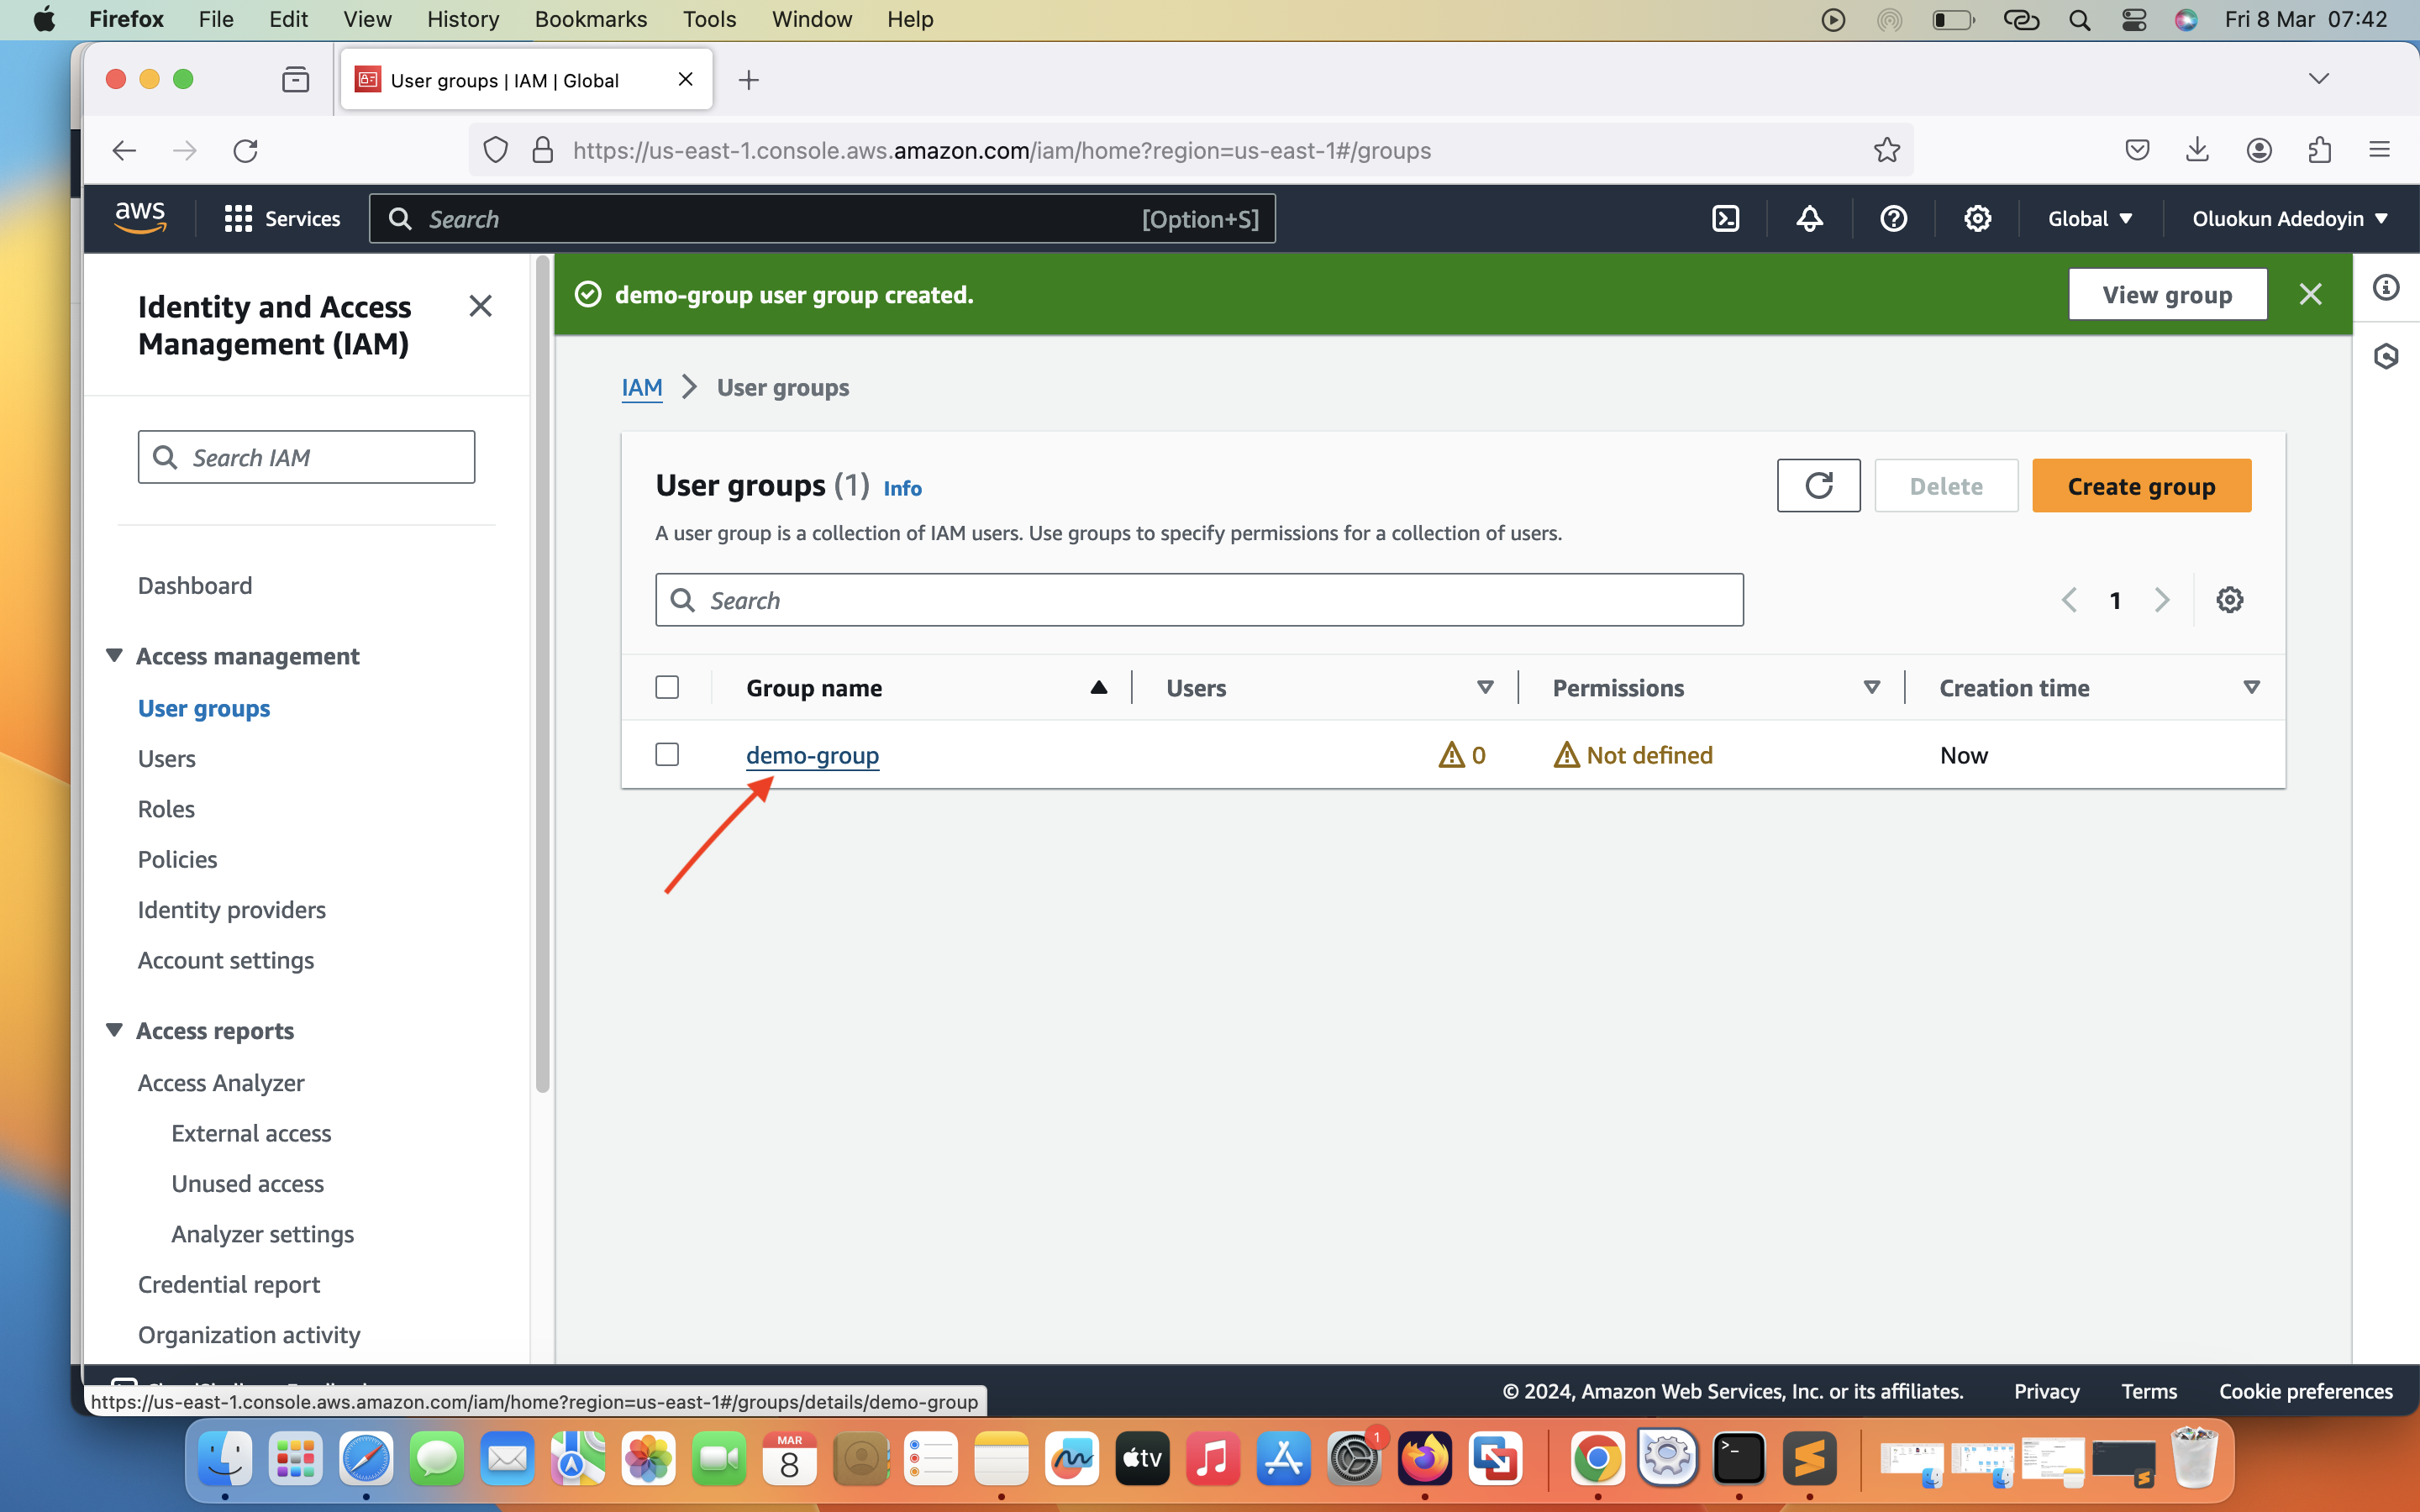 Firefox File Edit View History Bookmarks Tools Window Help Fri 8 Mar 07:42
User groups | IAM | Global
https://us-east-1.console.aws.amazon.com/iam/home?region=us-east-1#/groups
aws Services Search [Option+S] Global Oluokun Adedoyin
Identity and Access
Management (IAM)
Search IAM
Dashboard
Access management
User groups
Users
Roles
Policies
Identity providers
Account settings
Access reports
Access Analyzer
External access
Unused access
Analyzer settings
Credential report
Organization activity
demo-group user group created. View group
IAM User groups
User groups (1) Info Delete Create group
A user group is a collection of IAM users. Use groups to specify permissions for a collection of users.
Search 1
Group name Users Permissions Creation time
demo-group 0 Not defined Now
© 2024, Amazon Web Services, Inc. or its affiliates. Privacy Terms Cookie preferences
https://us-east-1.console.aws.amazon.com/iam/home?region=us-east-1#/groups/details/demo-group
MAR
8
tv
1